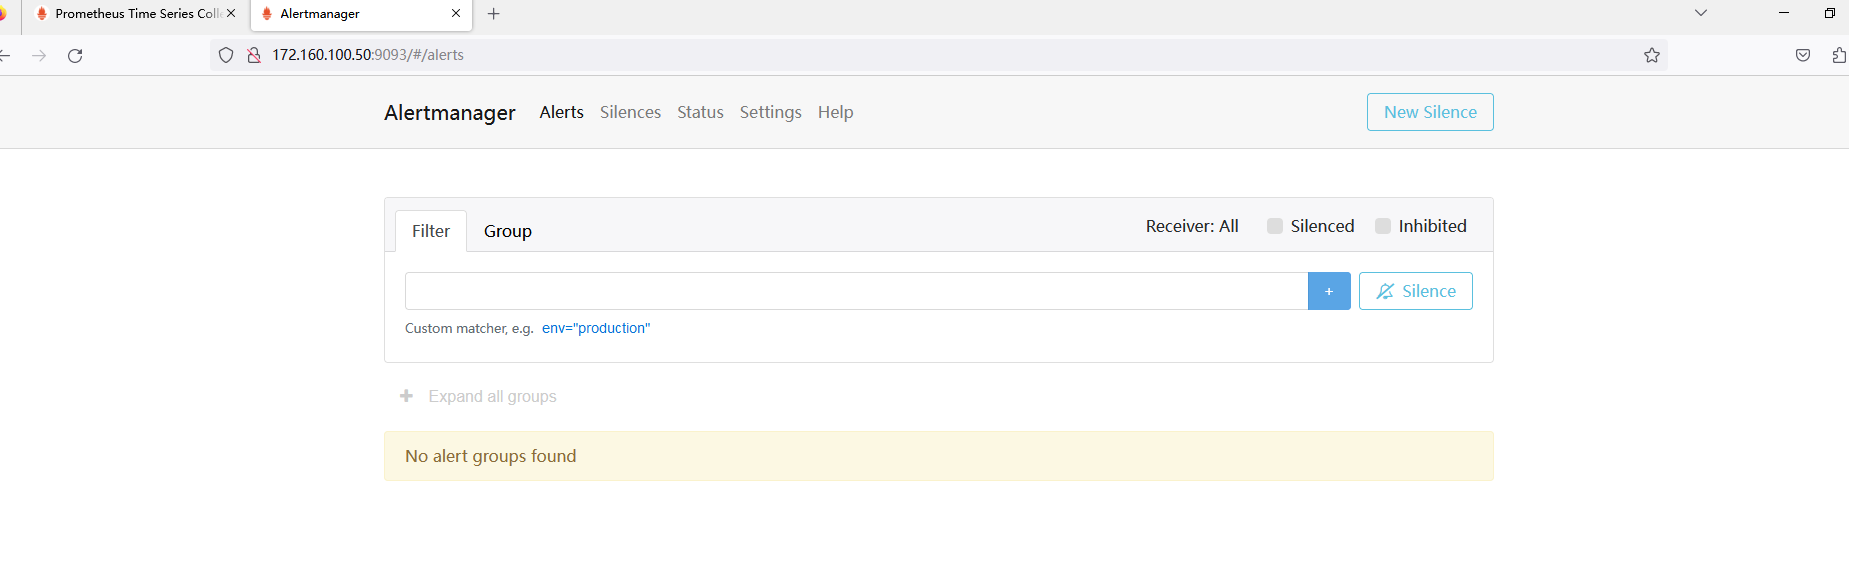 Prometheus Time Series Colle
Alertmanager
172.160.100.50:9093/#/alerts
Alertmanager Alerts Silences Status Settings Help New Silence
Filter Group Receiver: All Silenced Inhibited
+ Silence
Custom matcher, e.g. env="production"
+ Expand all groups
No alert groups found